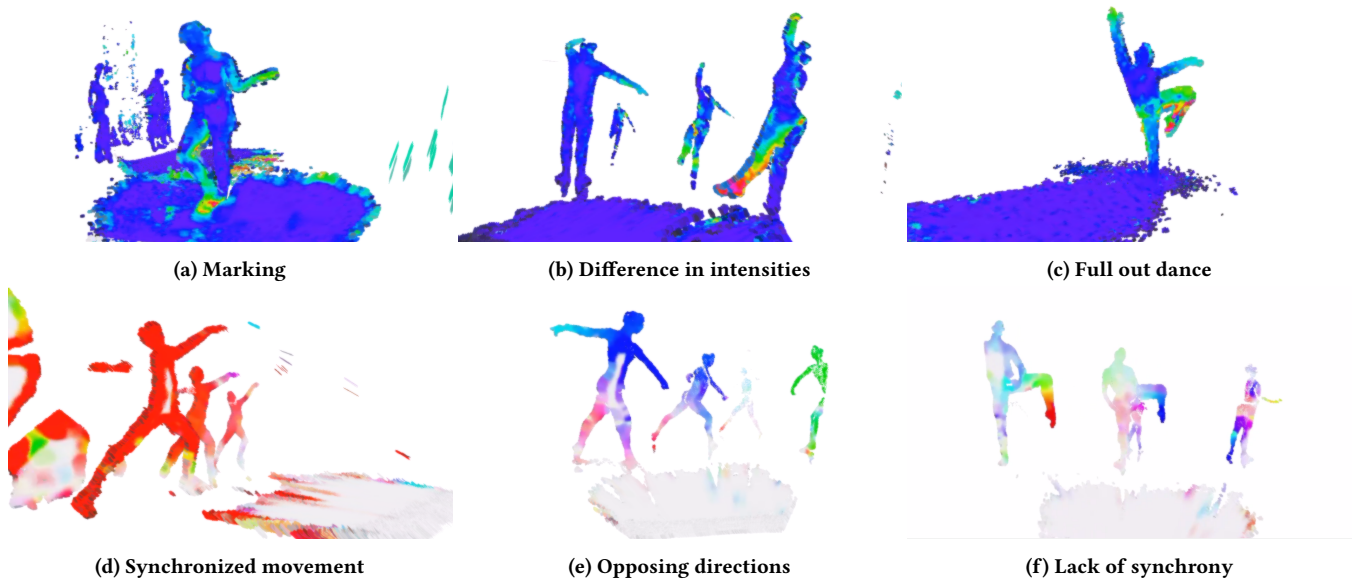 (a) Marking
(b) Difference in intensities
(c) Full out dance
(d) Synchronized movement
(e) Opposing directions
(f) Lack of synchrony